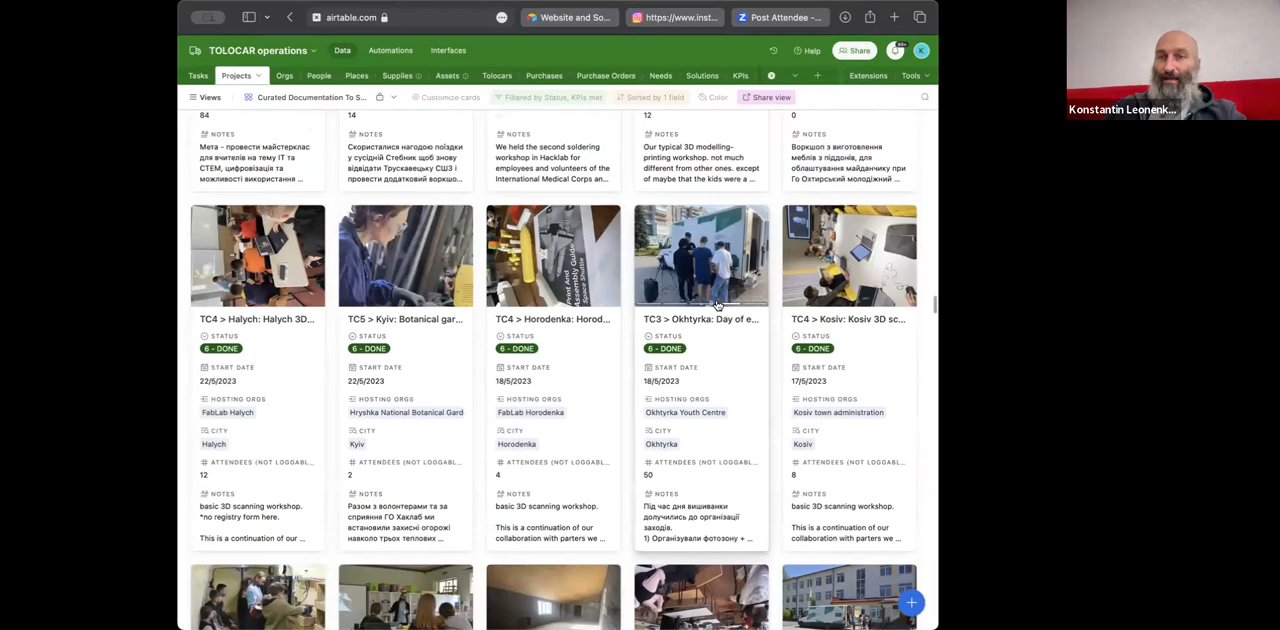 airtable.com
Website and So...
https://www.inst...
Post Attendee -...
Konstantin Leonenk...
TOLOCAR operations
Data
Automations
Interfaces
Help
Share
99+
K
Tasks
Projects
Orgs
People
Places
Supplies
Assets
Tolocars
Purchases
Purchase Orders
Needs
Solutions
KPIs
Extensions
Tools
Views
Curated Documentation To S...
Customize cards
Filtered by Status, KPIs met
Sorted by 1 field
Color
Share view
84
NOTES
Мета - провести майстерклас
для вчителів на тему ІТ та
СТЕМ, цифровізація та
можливості використання ...
14
NOTES
Скористалися нагодою поїздки
у сусідній Стебник щоб знову
відвідати Трускавецьку СШ3 і
провести додатковий воркшо...
NOTES
We held the second soldering
workshop in Hacklab for
employees and volunteers of the
International Medical Corps an...
12
NOTES
Our typical 3D modelling-
printing workshop. not much
different from other ones. except
of maybe that the kids were a ...
0
NOTES
Воркшоп з виготовлення
меблів з піддонів, для
облаштування майданчику при
Го Охтирський молодіжний ...
Print And
Assembly Guide
Space Shuttle
TC4 > Halych: Halych 3D...
STATUS
6 - DONE
START DATE
22/5/2023
HOSTING ORGS
FabLab Halych
CITY
Halych
ATTENDEES (NOT LOGGABL...
12
NOTES
basic 3D scanning workshop.
*no registry form here.
This is a continuation of our ...
TC5 > Kyiv: Botanical gar...
STATUS
6 - DONE
START DATE
22/5/2023
HOSTING ORGS
Hryshka National Botanical Gard
CITY
Kyiv
ATTENDEES (NOT LOGGABL...
2
NOTES
Разом з волонтерами та за
сприяння ГО Хаклаб ми
встановили захисні огорожі
навколо трьох теплових ...
TC4 > Horodenka: Horod...
STATUS
6 - DONE
START DATE
18/5/2023
HOSTING ORGS
FabLab Horodenka
CITY
Horodenka
ATTENDEES (NOT LOGGABL...
4
NOTES
basic 3D scanning workshop.
This is a continuation of our
collaboration with parters we ...
TC3 > Okhtyrka: Day of e...
STATUS
6 - DONE
START DATE
18/5/2023
HOSTING ORGS
Okhtyrka Youth Centre
CITY
Okhtyrka
ATTENDEES (NOT LOGGABL...
50
NOTES
Під час дня вишиванки
долучились до організації
заходів.
1) Організували фотозону + ...
TC4 > Kosiv: Kosiv 3D sc...
STATUS
6 - DONE
START DATE
17/5/2023
HOSTING ORGS
Kosiv town administration
CITY
Kosiv
ATTENDEES (NOT LOGGABL...
8
NOTES
basic 3D scanning workshop.
This is a continuation of our
collaboration with parters we ...